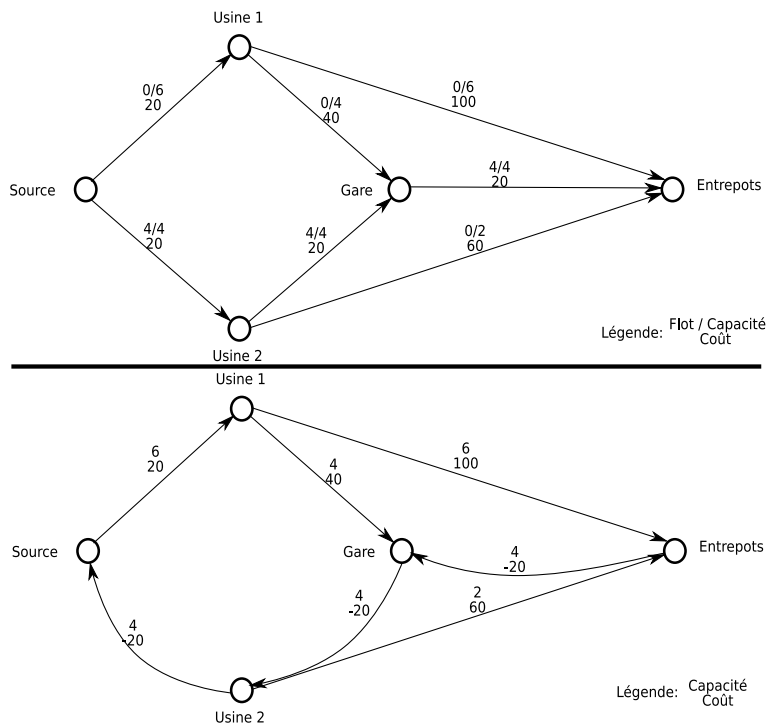 Usine 1
0/6
20
0/4
40
0/6
100
Source
Gare
4/4
20
Entrepots
4/4
20
4/4
20
0/2
60
Usine 2
Légende: Flot / Capacité
Coût
Usine 1
6
20
4
40
6
100
Source
Gare
4
-20
Entrepots
4
-20
4
-20
2
60
Usine 2
Légende: Capacité
Coût